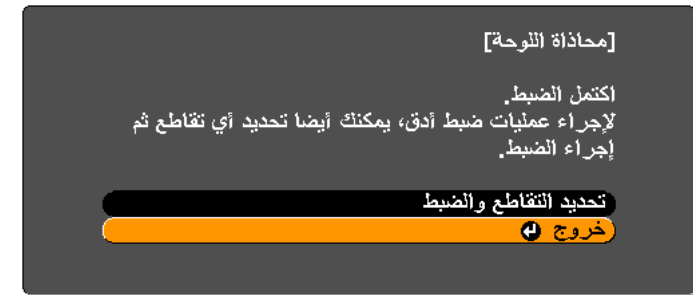 [محاذاة اللوحة]
اكتمل الضبط.
لإجراء عمليات ضبط أدق، يمكنك أيضا تحديد أي تقاطع ثم
إجراء الضبط.
تحديد التقاطع والضبط
خروج